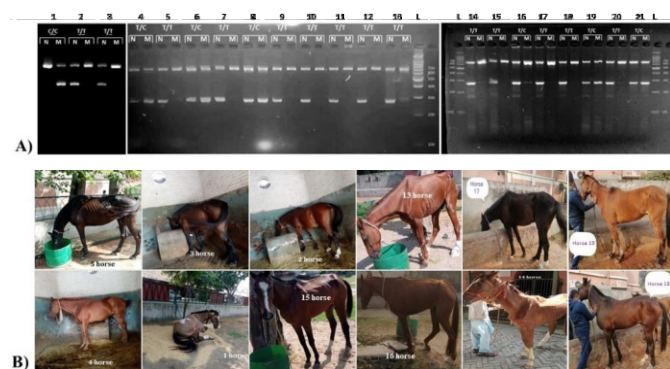 1 2 3 4 5 6 7 8 9 10 11 12 13 L L 14 15 16 17 18 19 20 21 L
C/C T/T T/T T/C T/T T/C T/T T/C T/T T/T T/T T/T T/T T/T T/T T/C T/T T/T T/C T/T T/C
N M N M N M N M N M N M N M N M N M N M N M N M N M N M N M N M N M N M N M N M N M
A)
5 horse
3 horse
2 horse
13 horse
Horse 17
Horse 19
4 horse
1 horse
15 horse
16 horse
14 horse
Horse 18
B)